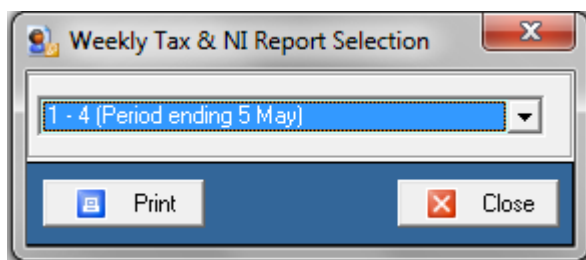 Weekly Tax & NI Report Selection
1 - 4 (Period ending 5 May)
Print Close